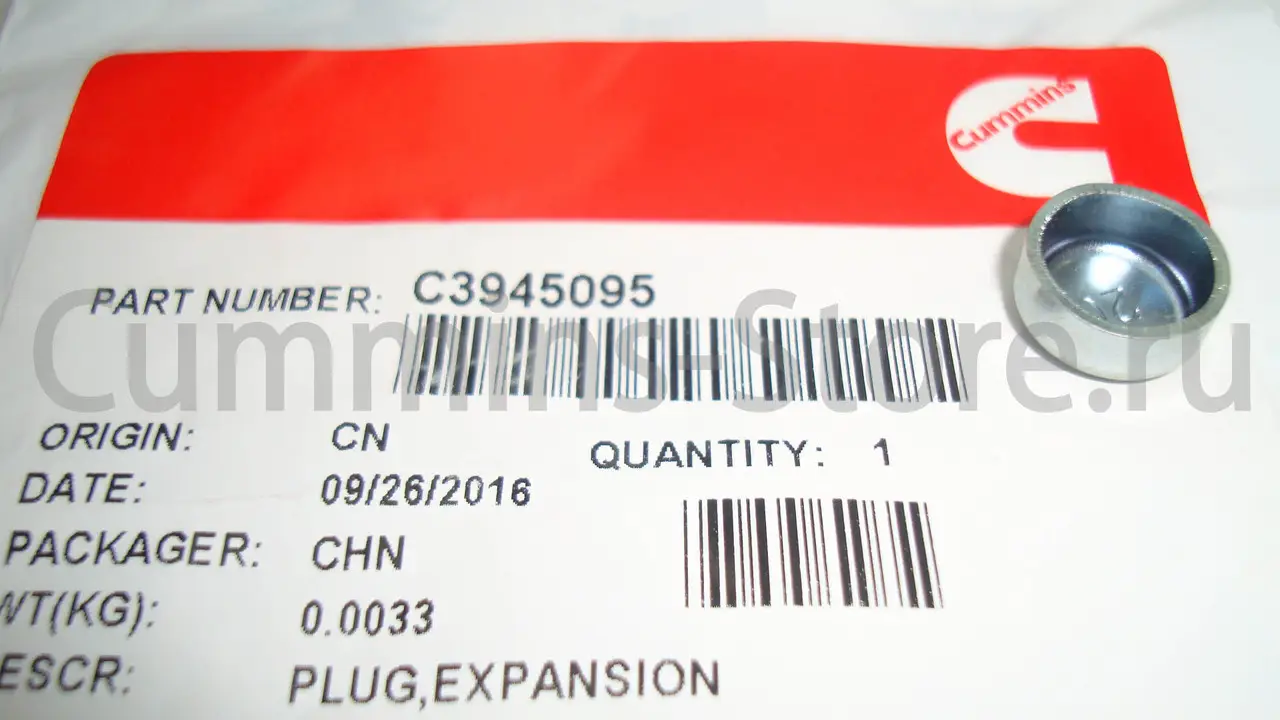 Cummins
PART NUMBER: C3945095
Cummins-Store.ru
ORIGIN: CN
QUANTITY: 1
DATE: 09/26/2016
PACKAGER: CHN
WT(KG): 0.0033
ESCR: PLUG,EXPANSION